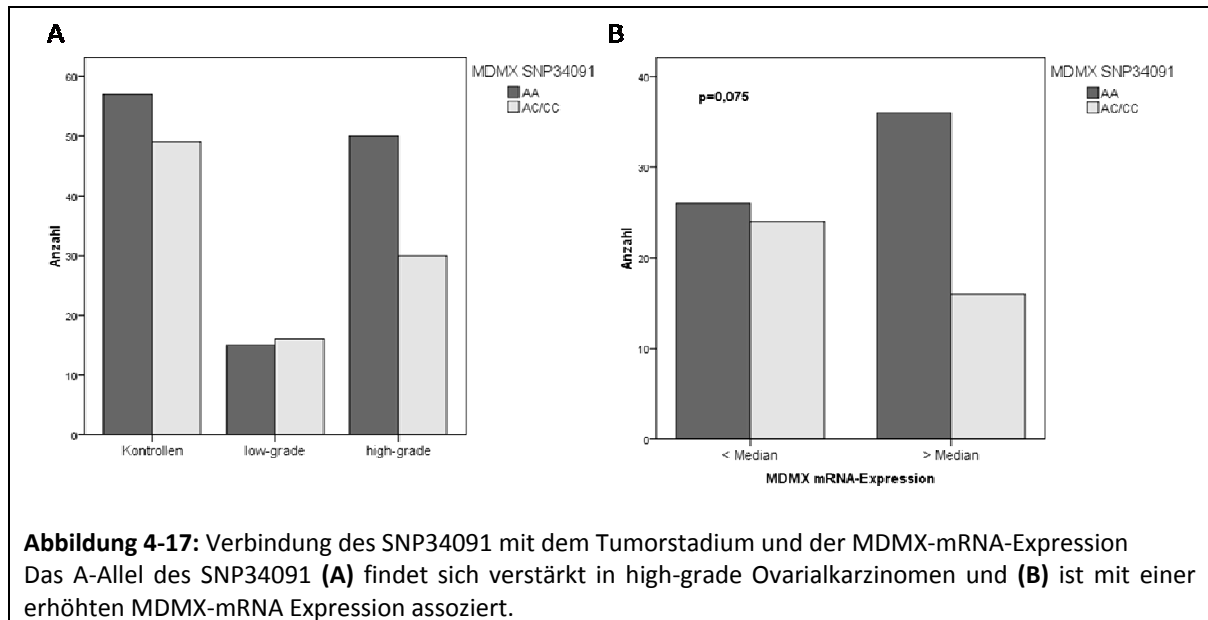 A
MDMX SNP34091
AA
AC/CC
60
50
40
30
20
10
0
Anzahl
Kontrollen low-grade high-grade
B
MDMX SNP34091
AA
AC/CC
p=0,075
40
30
20
10
0
Anzahl
< Median > Median
MDMX mRNA-Expression
Abbildung 4-17: Verbindung des SNP34091 mit dem Tumorstadium und der MDMX-mRNA-Expression
Das A-Allel des SNP34091 (A) findet sich verstärkt in high-grade Ovarialkarzinomen und (B) ist mit einer
erhöhten MDMX-mRNA Expression assoziert.